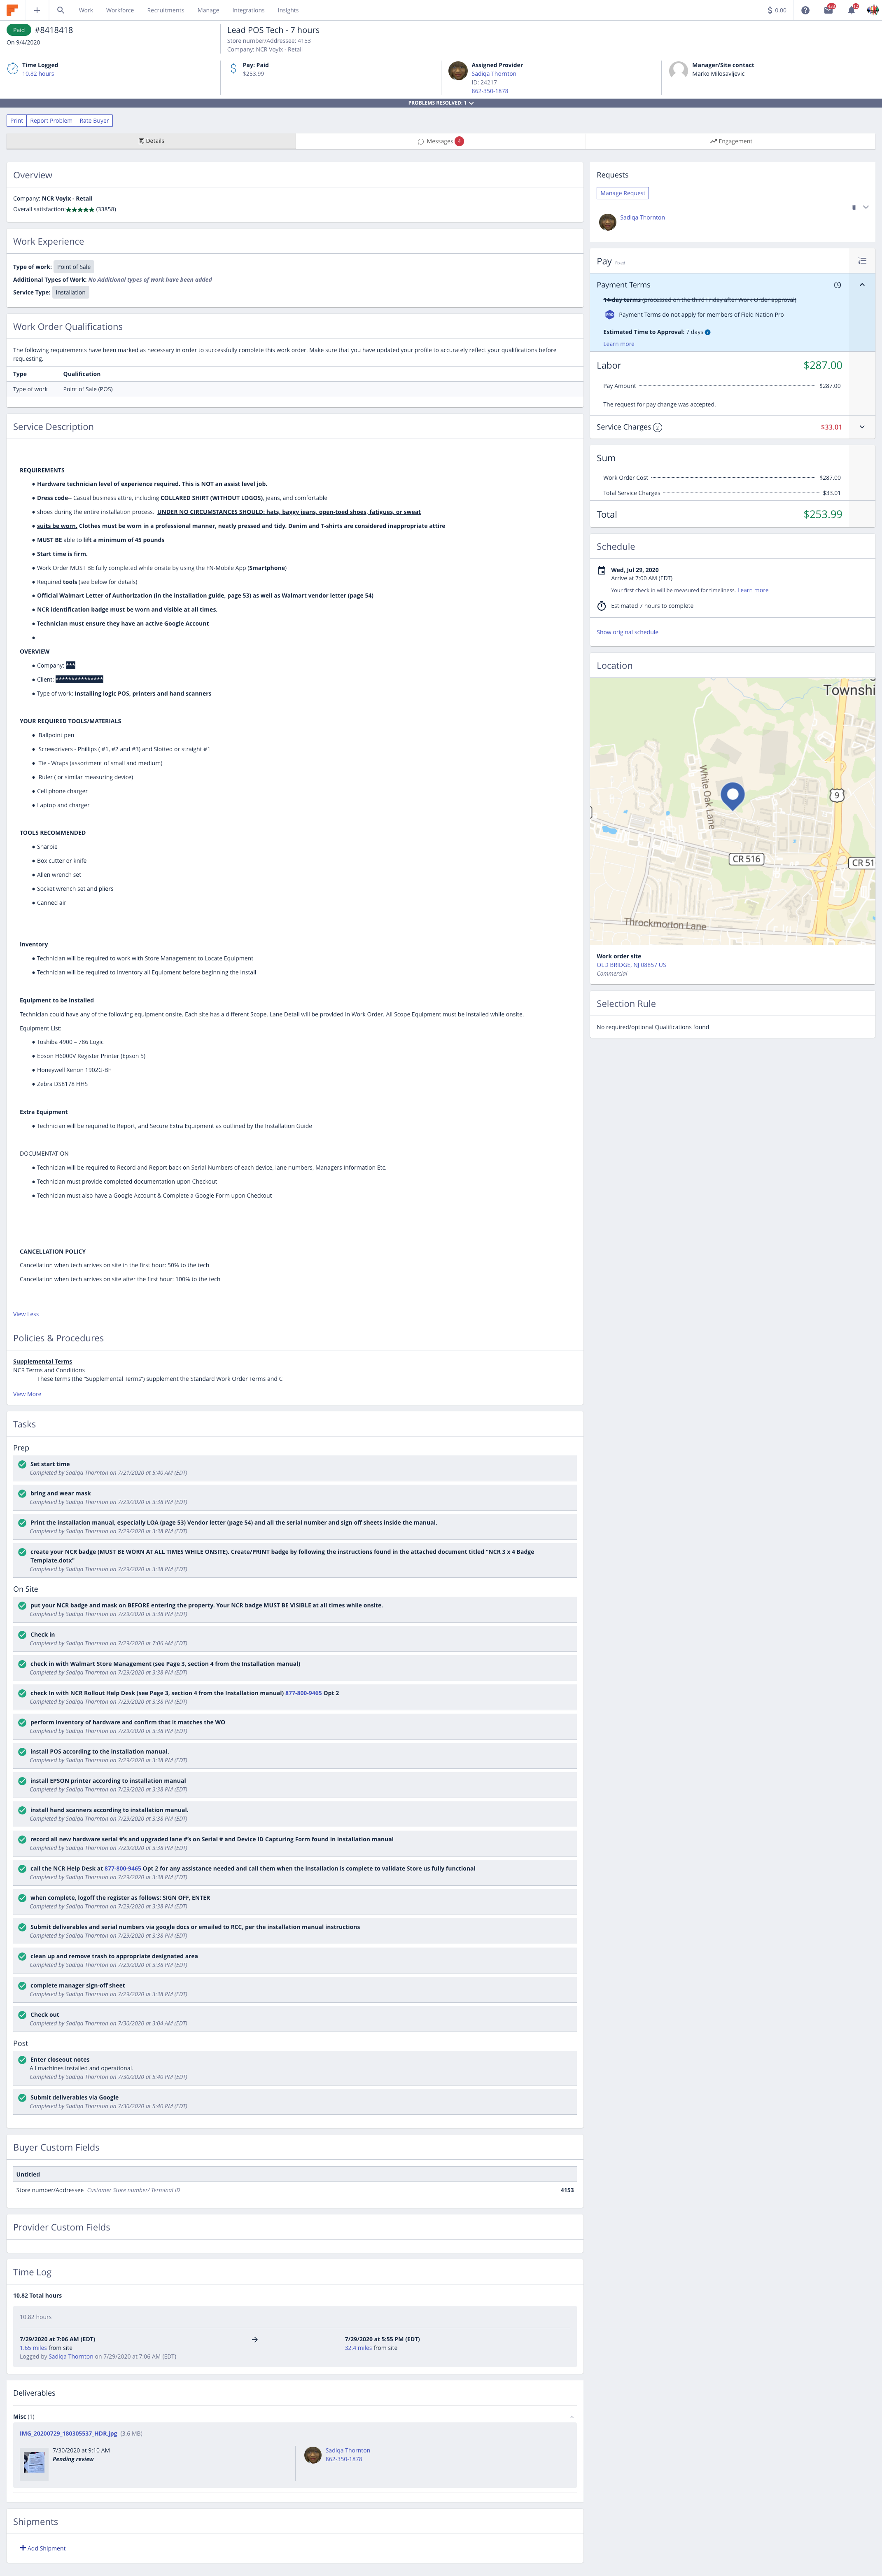 Work Workforce Recruitments Manage Integrations Insights
$ 0.00
Paid #8418418
On 9/4/2020
Lead POS Tech - 7 hours
Store number/Addressee: 4153
Company: NCR Voyix - Retail
Time Logged
10.82 hours
Pay: Paid
$253.99
Assigned Provider
Sadiqa Thornton
ID: 24217
862-350-1878
Manager/Site contact
Marko Milosavljevic
PROBLEMS RESOLVED: 1
Print Report Problem Rate Buyer
Details
Messages 4
Engagement
Overview
Company: NCR Voyix - Retail
Overall satisfaction:★★★★★ (33858)
Work Experience
Type of work: Point of Sale
Additional Types of Work: No Additional types of work have been added
Service Type: Installation
Work Order Qualifications
The following requirements have been marked as necessary in order to successfully complete this work order. Make sure that you have updated your profile to accurately reflect your qualifications before
requesting.
Type Qualification
Type of work Point of Sale (POS)
Service Description
REQUIREMENTS
● Hardware technician level of experience required. This is NOT an assist level job.
● Dress code-- Casual business attire, including COLLARED SHIRT (WITHOUT LOGOS), jeans, and comfortable
● shoes during the entire installation process. UNDER NO CIRCUMSTANCES SHOULD: hats, baggy jeans, open-toed shoes, fatigues, or sweat
● suits be worn. Clothes must be worn in a professional manner, neatly pressed and tidy. Denim and T-shirts are considered inappropriate attire
● MUST BE able to lift a minimum of 45 pounds
● Start time is firm.
● Work Order MUST BE fully completed while onsite by using the FN-Mobile App (Smartphone)
● Required tools (see below for details)
● Official Walmart Letter of Authorization (in the installation guide, page 53) as well as Walmart vendor letter (page 54)
● NCR identification badge must be worn and visible at all times.
● Technician must ensure they have an active Google Account
●
OVERVIEW
● Company: ***
● Client: ***************
● Type of work: Installing logic POS, printers and hand scanners
YOUR REQUIRED TOOLS/MATERIALS
● Ballpoint pen
● Screwdrivers - Phillips ( #1, #2 and #3) and Slotted or straight #1
● Tie - Wraps (assortment of small and medium)
● Ruler ( or similar measuring device)
● Cell phone charger
● Laptop and charger
TOOLS RECOMMENDED
● Sharpie
● Box cutter or knife
● Allen wrench set
● Socket wrench set and pliers
● Canned air
Inventory
● Technician will be required to work with Store Management to Locate Equipment
● Technician will be required to Inventory all Equipment before beginning the Install
Equipment to be Installed
Technician could have any of the following equipment onsite. Each site has a different Scope. Lane Detail will be provided in Work Order. All Scope Equipment must be installed while onsite.
Equipment List:
● Toshiba 4900 – 786 Logic
● Epson H6000V Register Printer (Epson 5)
● Honeywell Xenon 1902G-BF
● Zebra DS8178 HHS
Extra Equipment
● Technician will be required to Report, and Secure Extra Equipment as outlined by the Installation Guide
DOCUMENTATION
● Technician will be required to Record and Report back on Serial Numbers of each device, lane numbers, Managers Information Etc.
● Technician must provide completed documentation upon Checkout
● Technician must also have a Google Account & Complete a Google Form upon Checkout
CANCELLATION POLICY
Cancellation when tech arrives on site in the first hour: 50% to the tech
Cancellation when tech arrives on site after the first hour: 100% to the tech
View Less
Policies & Procedures
Supplemental Terms
NCR Terms and Conditions
These terms (the "Supplemental Terms") supplement the Standard Work Order Terms and C
View More
Tasks
Prep
Set start time
Completed by Sadiqa Thornton on 7/21/2020 at 5:40 AM (EDT)
bring and wear mask
Completed by Sadiqa Thornton on 7/29/2020 at 3:38 PM (EDT)
Print the installation manual, especially LOA (page 53) Vendor letter (page 54) and all the serial number and sign off sheets inside the manual.
Completed by Sadiqa Thornton on 7/29/2020 at 3:38 PM (EDT)
create your NCR badge (MUST BE WORN AT ALL TIMES WHILE ONSITE). Create/PRINT badge by following the instructions found in the attached document titled "NCR 3 x 4 Badge
Template.dotx"
Completed by Sadiqa Thornton on 7/29/2020 at 3:38 PM (EDT)
On Site
put your NCR badge and mask on BEFORE entering the property. Your NCR badge MUST BE VISIBLE at all times while onsite.
Completed by Sadiqa Thornton on 7/29/2020 at 3:38 PM (EDT)
Check in
Completed by Sadiqa Thornton on 7/29/2020 at 7:06 AM (EDT)
check in with Walmart Store Management (see Page 3, section 4 from the Installation manual)
Completed by Sadiqa Thornton on 7/29/2020 at 3:38 PM (EDT)
check in with NCR Rollout Help Desk (see Page 3, section 4 from the Installation manual) 877-800-9465 Opt 2
Completed by Sadiqa Thornton on 7/29/2020 at 3:38 PM (EDT)
perform inventory of hardware and confirm that it matches the WO
Completed by Sadiqa Thornton on 7/29/2020 at 3:38 PM (EDT)
install POS according to the installation manual.
Completed by Sadiqa Thornton on 7/29/2020 at 3:38 PM (EDT)
install EPSON printer according to installation manual
Completed by Sadiqa Thornton on 7/29/2020 at 3:38 PM (EDT)
install hand scanners according to installation manual.
Completed by Sadiqa Thornton on 7/29/2020 at 3:38 PM (EDT)
record all new hardware serial #'s and upgraded lane #'s on Serial # and Device ID Capturing Form found in installation manual
Completed by Sadiqa Thornton on 7/29/2020 at 3:38 PM (EDT)
call the NCR Help Desk at 877-800-9465 Opt 2 for any assistance needed and call them when the installation is complete to validate Store us fully functional
Completed by Sadiqa Thornton on 7/29/2020 at 3:38 PM (EDT)
when complete, logoff the register as follows: SIGN OFF, ENTER
Completed by Sadiqa Thornton on 7/29/2020 at 3:38 PM (EDT)
Submit deliverables and serial numbers via google docs or emailed to RCC, per the installation manual instructions
Completed by Sadiqa Thornton on 7/29/2020 at 3:38 PM (EDT)
clean up and remove trash to appropriate designated area
Completed by Sadiqa Thornton on 7/29/2020 at 3:38 PM (EDT)
complete manager sign-off sheet
Completed by Sadiqa Thornton on 7/29/2020 at 3:38 PM (EDT)
Check out
Completed by Sadiqa Thornton on 7/30/2020 at 3:04 AM (EDT)
Post
Enter closeout notes
All machines installed and operational.
Completed by Sadiqa Thornton on 7/30/2020 at 5:40 PM (EDT)
Submit deliverables via Google
Completed by Sadiqa Thornton on 7/30/2020 at 5:40 PM (EDT)
Buyer Custom Fields
Untitled
Store number/Addressee Customer Store number/ Terminal ID 4153
Provider Custom Fields
Time Log
10.82 Total hours
10.82 hours
7/29/2020 at 7:06 AM (EDT) → 7/29/2020 at 5:55 PM (EDT)
1.65 miles from site 32.4 miles from site
Logged by Sadiqa Thornton on 7/29/2020 at 7:06 AM (EDT)
Deliverables
Misc (1)
IMG_20200729_180305537_HDR.jpg (3.6 MB)
7/30/2020 at 9:10 AM
Pending review
Sadiqa Thornton
862-350-1878
Shipments
+ Add Shipment
Requests
Manage Request
Sadiqa Thornton
Pay Fixed
Payment Terms
14-day terms (processed on the third Friday after Work Order approval)
PRO Payment Terms do not apply for members of Field Nation Pro
Estimated Time to Approval: 7 days
Learn more
Labor $287.00
Pay Amount $287.00
The request for pay change was accepted.
Service Charges 2 $33.01
Sum
Work Order Cost $287.00
Total Service Charges $33.01
Total $253.99
Schedule
Wed, Jul 29, 2020
Arrive at 7:00 AM (EDT)
Your first check in will be measured for timeliness. Learn more
Estimated 7 hours to complete
Show original schedule
Location
Townshi
White Oak Lane
9
CR 516
CR 51
Throckmorton Lane
Work order site
OLD BRIDGE, NJ 08857 US
Commercial
Selection Rule
No required/optional Qualifications found